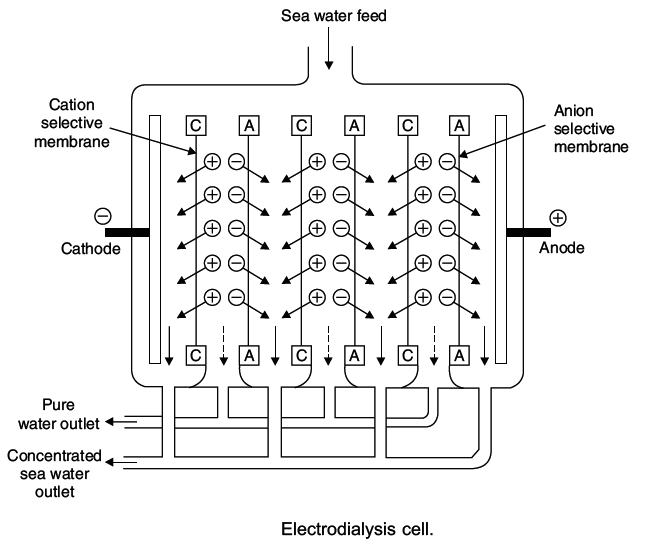 Sea water feed
Cation
selective
membrane
Anion
selective
membrane
C A C A C A
+ − + − + −
+ − + − + −
+ − + − + −
+ − + − + −
+ − + − + −
−
Cathode
+
Anode
C A C A C A
Pure
water outlet
Concentrated
sea water
outlet
Electrodialysis cell.